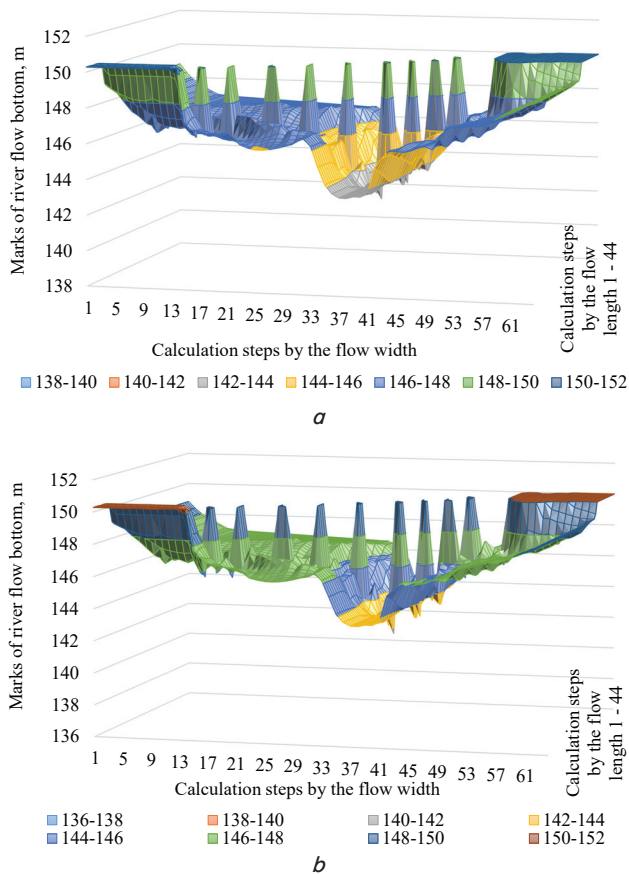 152
150
148
146
144
142
140
138
Marks of river flow bottom, m
1 5 9 13 17 21 25 29 33 37 41 45 49 53 57 61
Calculation steps by the flow width
Calculation steps
by the flow
length 1 - 44
138-140 140-142 142-144 144-146 146-148 148-150 150-152
a
152
150
148
146
144
142
140
138
136
Marks of river flow bottom, m
1 5 9 13 17 21 25 29 33 37 41 45 49 53 57 61
Calculation steps by the flow width
Calculation steps
by the flow
length 1 - 44
136-138 138-140 140-142 142-144
144-146 146-148 148-150 150-152
b